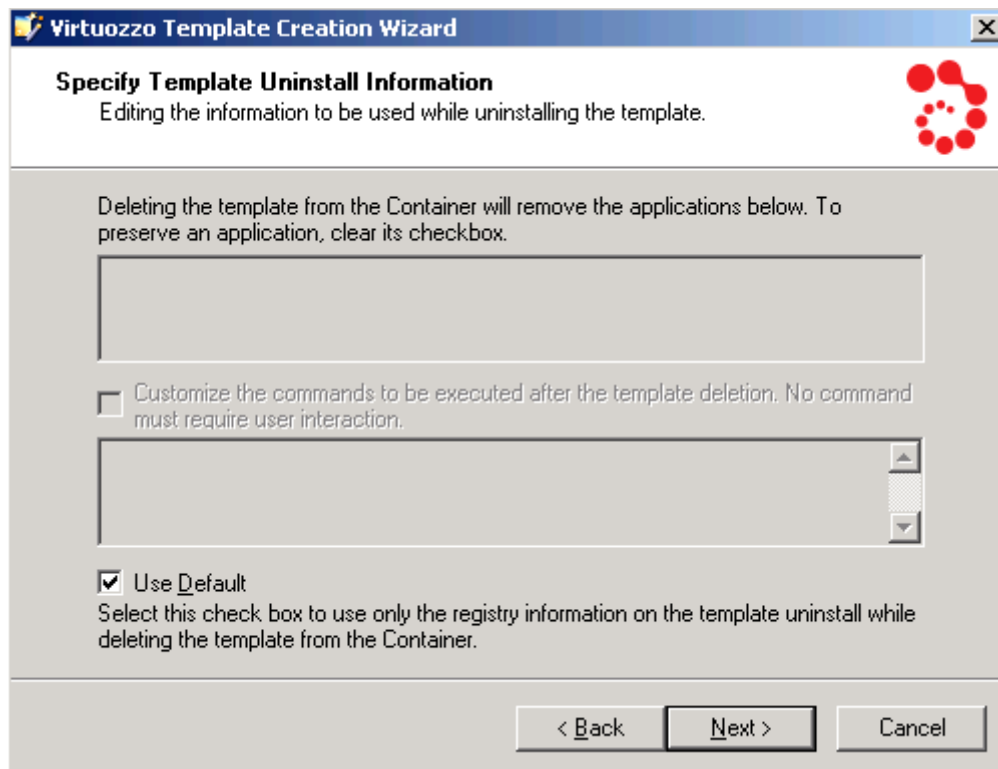 Virtuozzo Template Creation Wizard
Specify Template Uninstall Information
Editing the information to be used while uninstalling the template.
Deleting the template from the Container will remove the applications below. To
preserve an application, clear its checkbox.
Customize the commands to be executed after the template deletion. No command
must require user interaction.
Use Default
Select this check box to use only the registry information on the template uninstall while
deleting the template from the Container.
< Back Next > Cancel